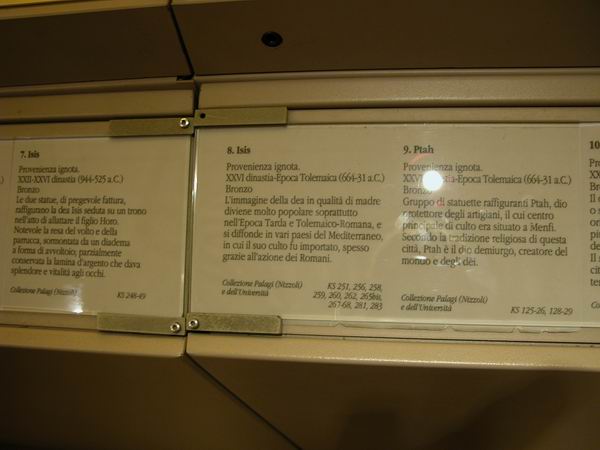 7. Isis
Provenienza ignota.
XXII-XXVI dinastia (944-525 a.C.)
Bronzo
Le due statue, di pregevole fattura,
raffigurano la dea Isis seduta su un trono
nell'atto di allattare il figlio Horo.
Notevole la resa del volto e della
parrucca, sormontata da un diadema
a forma di avvoltoio; parzialmente
conservata la lamina d'argento che dava
splendore e vitalità agli occhi.
Collezione Palagi (Nizzoli)
KS 248-49
8. Isis
Provenienza ignota.
XXVI dinastia-Epoca Tolemaica (664-31 a.C.)
Bronzo
L'immagine della dea in qualità di madre
diviene molto popolare soprattutto
nell'Epoca Tarda e Tolemaico-Romana, e
si diffonde in vari paesi del Mediterraneo,
in cui il suo culto fu importato, spesso
grazie all'azione dei Romani.
Collezione Palagi (Nizzoli)
e dell'Università
KS 251, 256, 258,
259, 260, 262, 265bis,
267-68, 281, 283
9. Ptah
Provenienza ignota.
XXVI dinastia-Epoca Tolemaica (664-31 a.C.)
Bronzo
Gruppo di statuette raffiguranti Ptah, dio
protettore degli artigiani, il cui centro
principale di culto era situato a Menfi.
Secondo la tradizione religiosa di questa
città, Ptah è il dio demiurgo, creatore del
mondo e degli dèi.
Collezione Palagi (Nizzoli)
e dell'Università
KS 125-26, 128-29
10